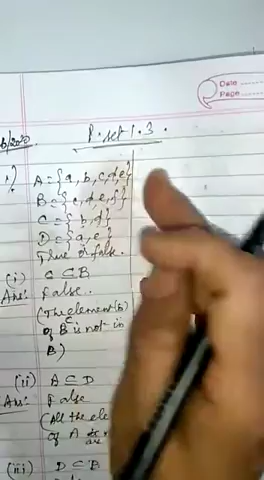 Date
Page
P. set 1.3.
1.) A = {a, b, c, d, e}
B = {c, d, e, f}
C = {b, d}
D = {a, e}
True or false.
(i) C ⊆ B
Ans: False.
(The element (b)
of C is not in
B)
(ii) A ⊆ D
Ans: False
(All the ele
of A
(iii) D ⊆ B